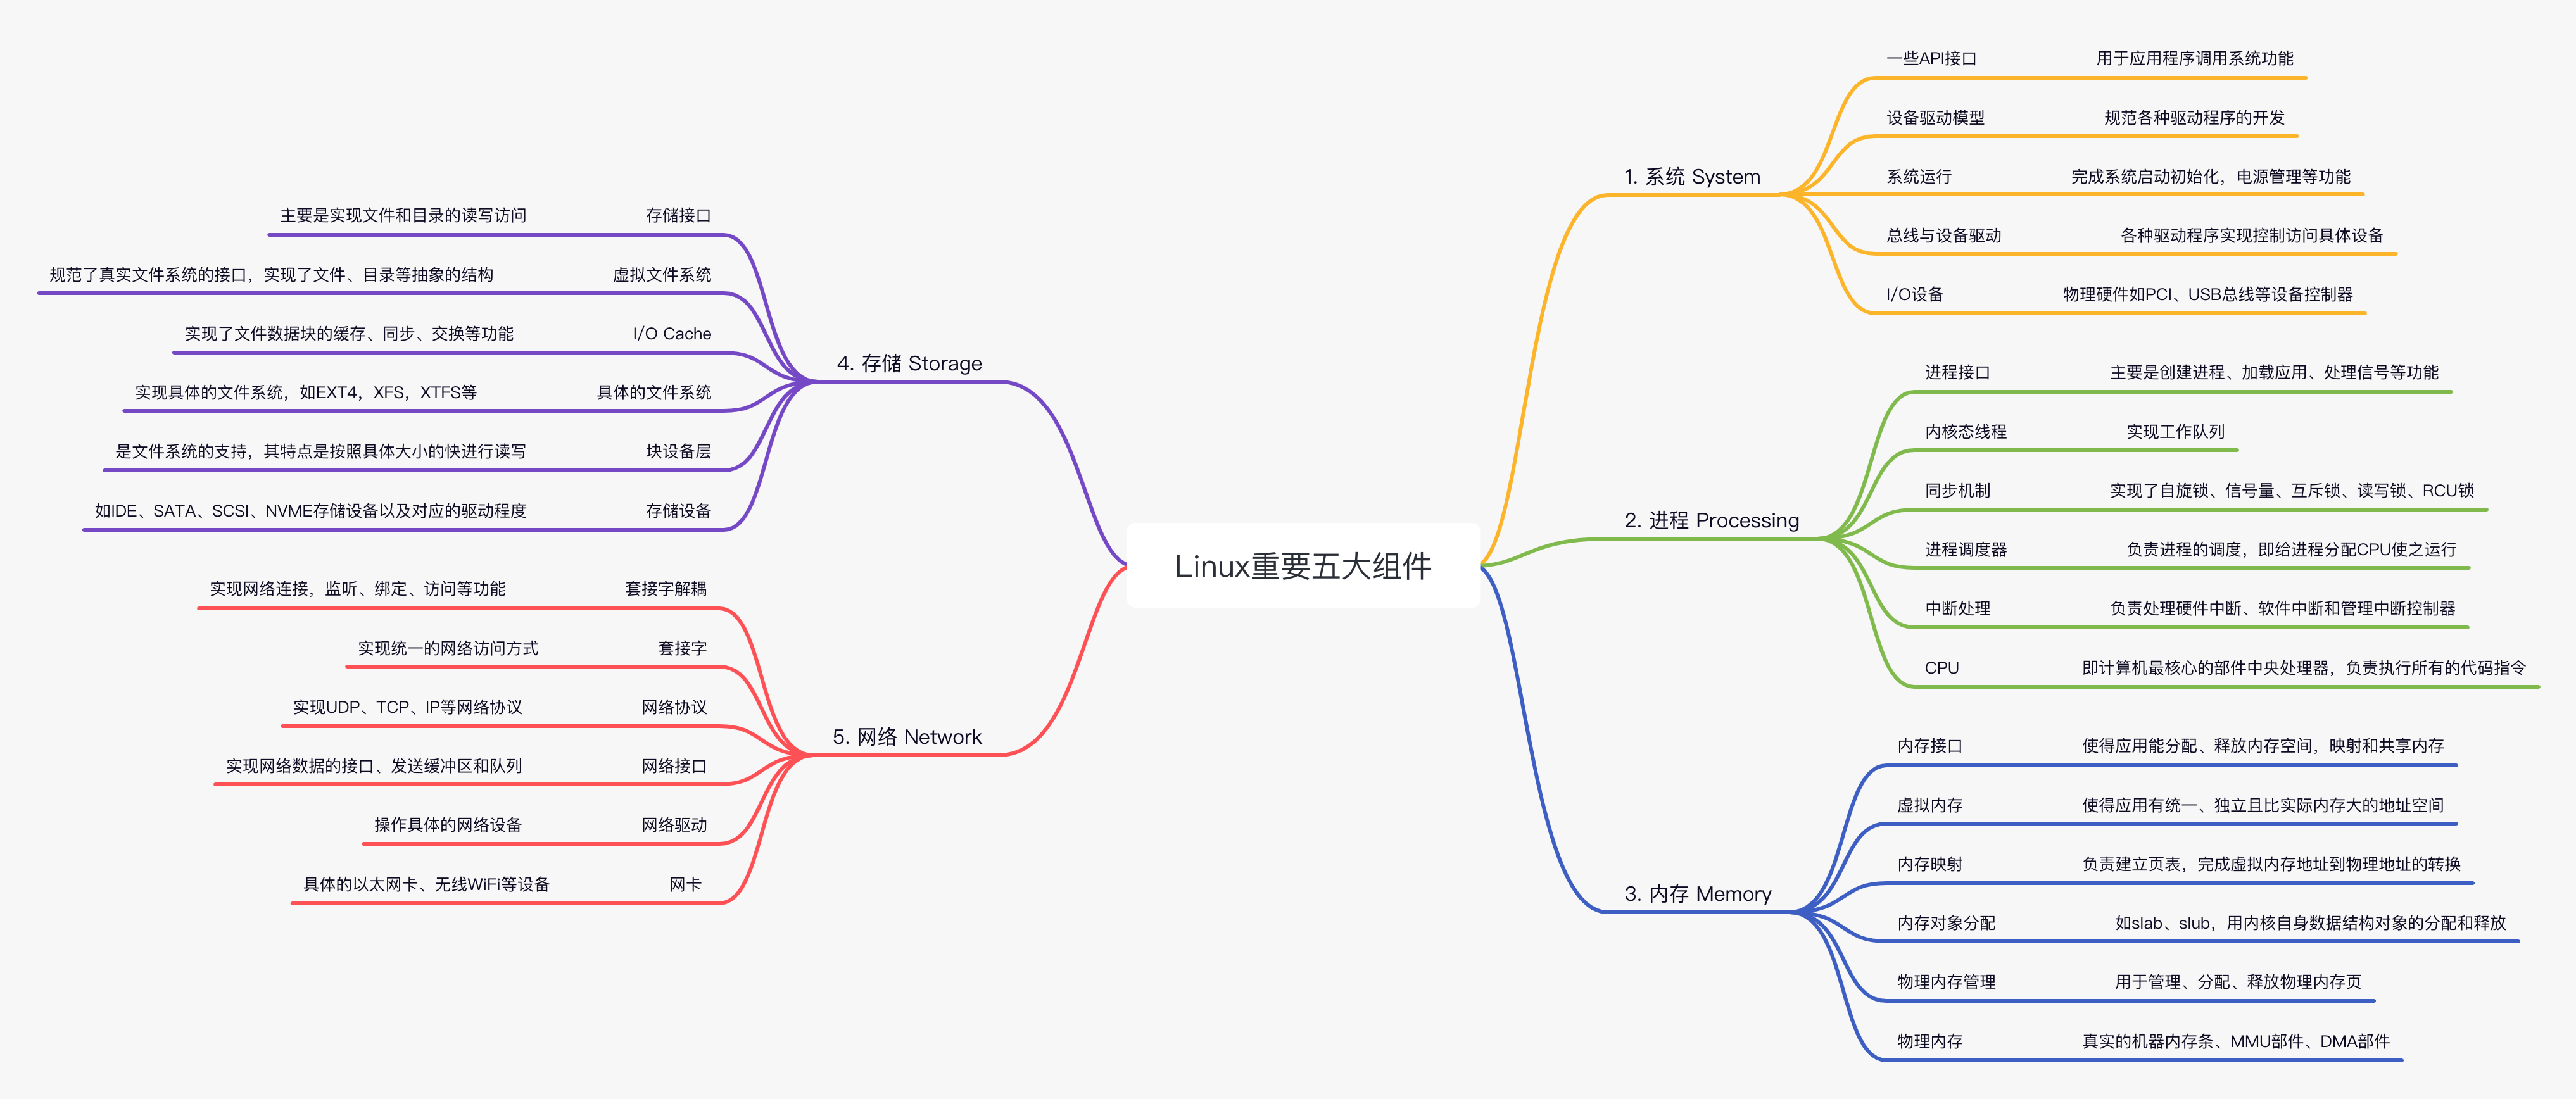 Linux重要五大组件
1. 系统 System
一些API接口 用于应用程序调用系统功能
设备驱动模型 规范各种驱动程序的开发
系统运行 完成系统启动初始化，电源管理等功能
总线与设备驱动 各种驱动程序实现控制访问具体设备
I/O设备 物理硬件如PCI、USB总线等设备控制器
2. 进程 Processing
进程接口 主要是创建进程、加载应用、处理信号等功能
内核态线程 实现工作队列
同步机制 实现了自旋锁、信号量、互斥锁、读写锁、RCU锁
进程调度器 负责进程的调度，即给进程分配CPU使之运行
中断处理 负责处理硬件中断、软件中断和管理中断控制器
CPU 即计算机最核心的部件中央处理器，负责执行所有的代码指令
3. 内存 Memory
内存接口 使得应用能分配、释放内存空间，映射和共享内存
虚拟内存 使得应用有统一、独立且比实际内存大的地址空间
内存映射 负责建立页表，完成虚拟内存地址到物理地址的转换
内存对象分配 如slab、slub，用内核自身数据结构对象的分配和释放
物理内存管理 用于管理、分配、释放物理内存页
物理内存 真实的机器内存条、MMU部件、DMA部件
4. 存储 Storage
主要是实现文件和目录的读写访问 存储接口
规范了真实文件系统的接口，实现了文件、目录等抽象的结构 虚拟文件系统
实现了文件数据块的缓存、同步、交换等功能 I/O Cache
实现具体的文件系统，如EXT4，XFS，XTFS等 具体的文件系统
是文件系统的支持，其特点是按照具体大小的快进行读写 块设备层
如IDE、SATA、SCSI、NVME存储设备以及对应的驱动程度 存储设备
5. 网络 Network
实现网络连接，监听、绑定、访问等功能 套接字解耦
实现统一的网络访问方式 套接字
实现UDP、TCP、IP等网络协议 网络协议
实现网络数据的接口、发送缓冲区和队列 网络接口
操作具体的网络设备 网络驱动
具体的以太网卡、无线WiFi等设备 网卡